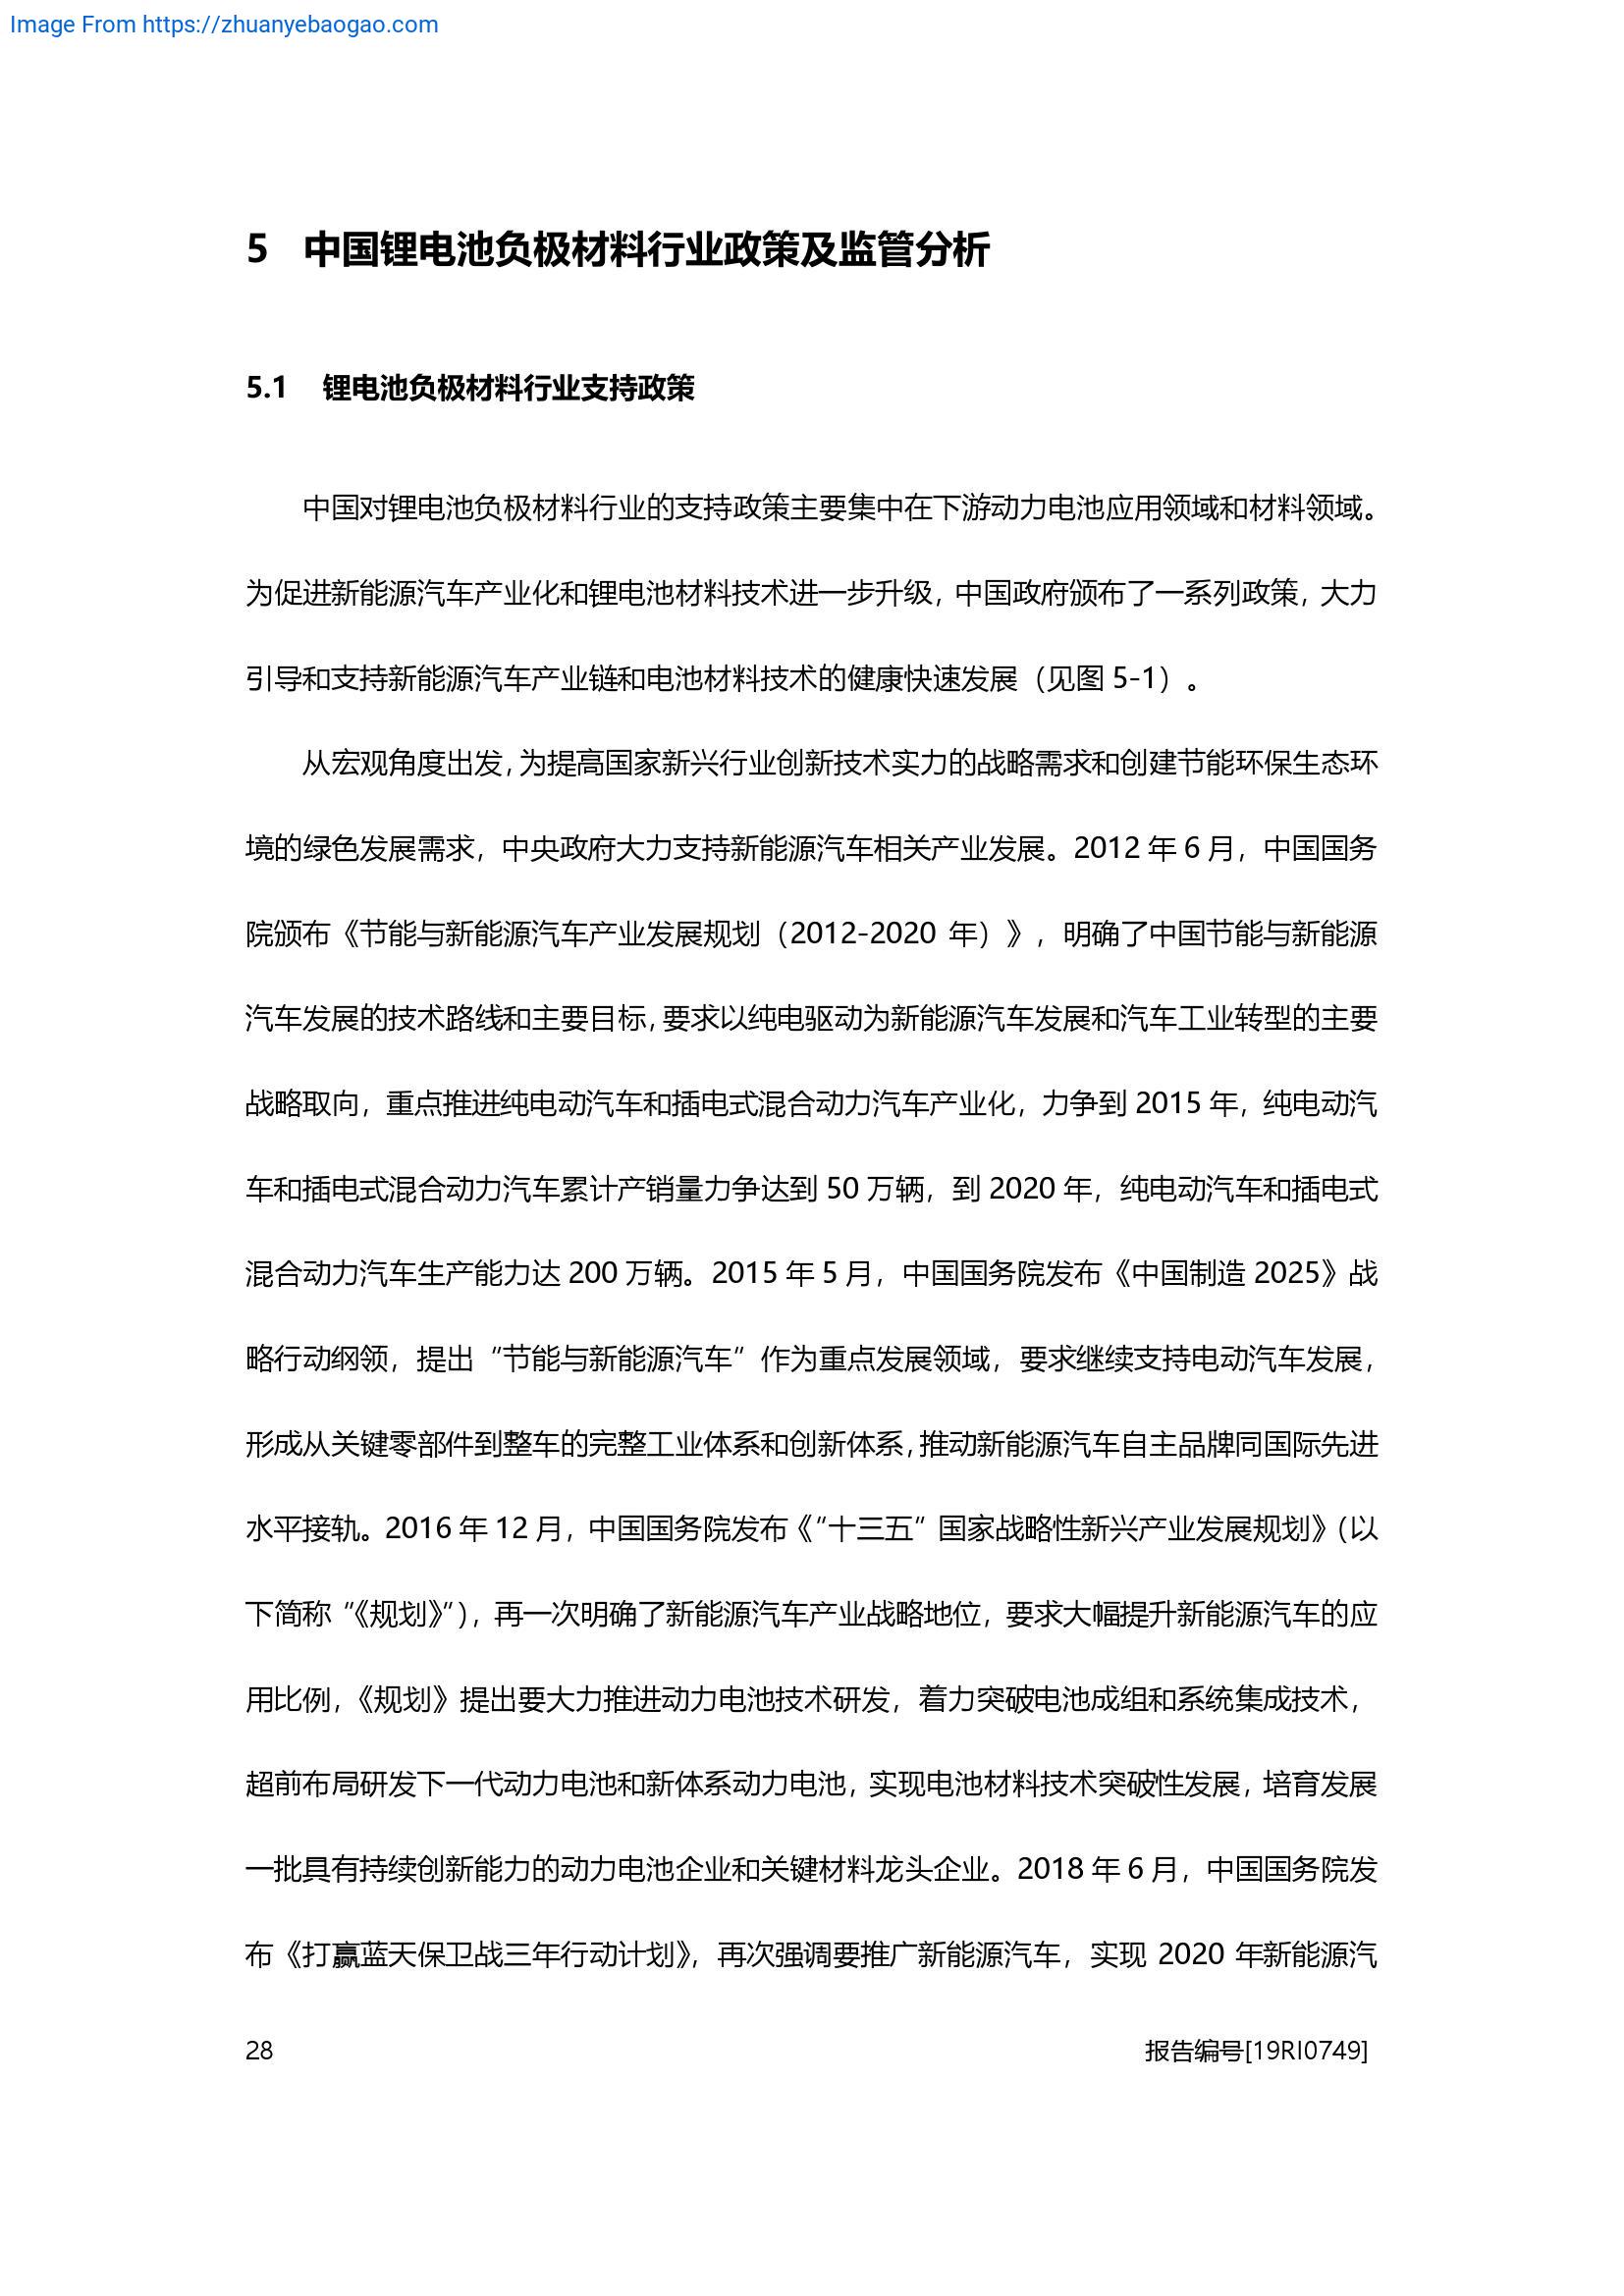 Image From https://zhuanyebaogao.com
5 中国锂电池负极材料行业政策及监管分析
5.1 锂电池负极材料行业支持政策
中国对锂电池负极材料行业的支持政策主要集中在下游动力电池应用领域和材料领域。
为促进新能源汽车产业化和锂电池材料技术进一步升级，中国政府颁布了一系列政策，大力
引导和支持新能源汽车产业链和电池材料技术的健康快速发展（见图 5-1）。
从宏观角度出发，为提高国家新兴行业创新技术实力的战略需求和创建节能环保生态环
境的绿色发展需求，中央政府大力支持新能源汽车相关产业发展。2012 年 6 月，中国国务
院颁布《节能与新能源汽车产业发展规划（2012-2020 年）》，明确了中国节能与新能源
汽车发展的技术路线和主要目标，要求以纯电驱动为新能源汽车发展和汽车工业转型的主要
战略取向，重点推进纯电动汽车和插电式混合动力汽车产业化，力争到 2015 年，纯电动汽
车和插电式混合动力汽车累计产销量力争达到 50 万辆，到 2020 年，纯电动汽车和插电式
混合动力汽车生产能力达 200 万辆。2015 年 5 月，中国国务院发布《中国制造 2025》战
略行动纲领，提出“节能与新能源汽车”作为重点发展领域，要求继续支持电动汽车发展，
形成从关键零部件到整车的完整工业体系和创新体系，推动新能源汽车自主品牌同国际先进
水平接轨。2016 年 12 月，中国国务院发布《“十三五”国家战略性新兴产业发展规划》（以
下简称“《规划》”），再一次明确了新能源汽车产业战略地位，要求大幅提升新能源汽车的应
用比例，《规划》提出要大力推进动力电池技术研发，着力突破电池成组和系统集成技术，
超前布局研发下一代动力电池和新体系动力电池，实现电池材料技术突破性发展，培育发展
一批具有持续创新能力的动力电池企业和关键材料龙头企业。2018 年 6 月，中国国务院发
布《打赢蓝天保卫战三年行动计划》，再次强调要推广新能源汽车，实现 2020 年新能源汽
28 报告编号[19RI0749]